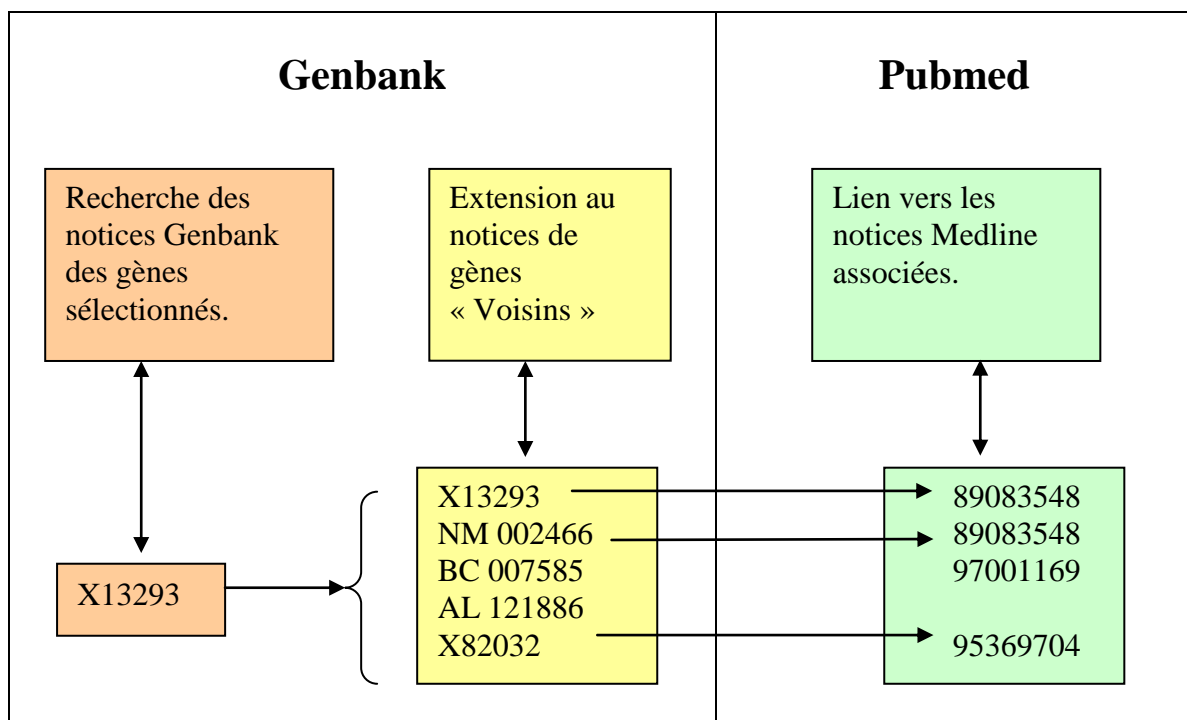 Genbank
Pubmed
Recherche des
notices Genbank
des gènes
sélectionnés.
Extension au
notices de
gènes
« Voisins »
Lien vers les
notices Medline
associées.
X13293
X13293
NM 002466
BC 007585
AL 121886
X82032
89083548
89083548
97001169
95369704